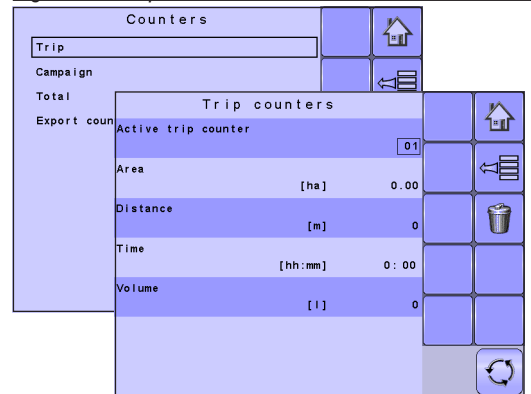 Counters
Trip
Campaign
Total
Export coun
Trip counters
Active trip counter
01
Area
[ha] 0.00
Distance
[m] 0
Time
[hh:mm] 0:00
Volume
[l] 0